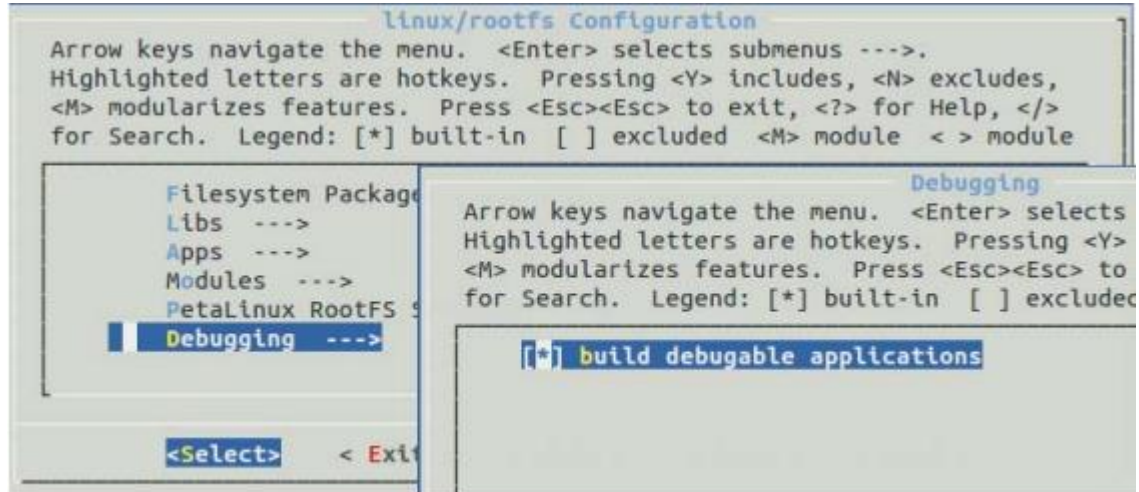 linux/rootfs Configuration
Arrow keys navigate the menu.  <Enter> selects submenus --->.
Highlighted letters are hotkeys.  Pressing <Y> includes, <N> excludes,
<M> modularizes features.  Press <Esc><Esc> to exit, <?> for Help, </>
for Search.  Legend: [*] built-in  [ ] excluded  <M> module  < > module
Filesystem Package
Libs  --->
Apps  --->
Modules  --->
PetaLinux RootFS S
Debugging  --->
<Select>    < Exit
Debugging
Arrow keys navigate the menu.  <Enter> selects
Highlighted letters are hotkeys.  Pressing <Y>
<M> modularizes features.  Press <Esc><Esc> to
for Search.  Legend: [*] built-in  [ ] excluded
[*] build debugable applications